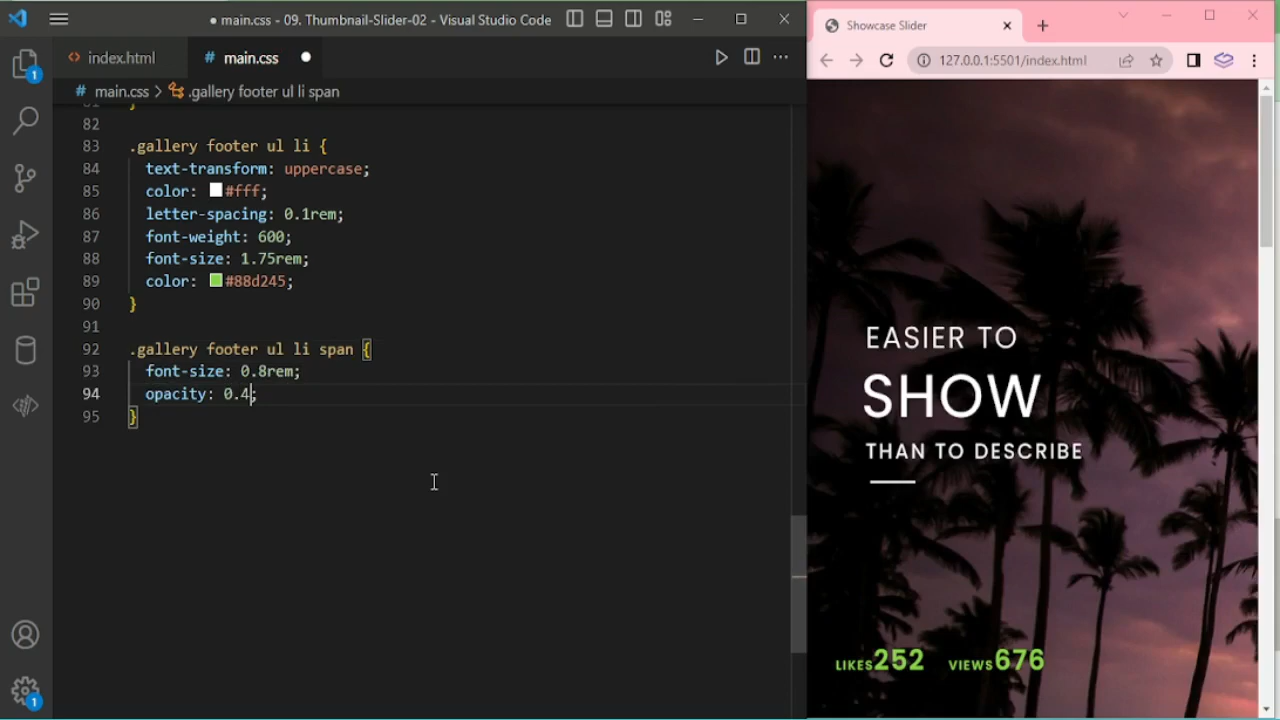 main.css - 09. Thumbnail-Slider-02 - Visual Studio Code
index.html
# main.css
# main.css > .gallery footer ul li span
82
83 .gallery footer ul li {
84 text-transform: uppercase;
85 color: #fff;
86 letter-spacing: 0.1rem;
87 font-weight: 600;
88 font-size: 1.75rem;
89 color: #88d245;
90 }
91
92 .gallery footer ul li span {
93 font-size: 0.8rem;
94 opacity: 0.4;
95 }
1
1
Showcase Slider
127.0.0.1:5501/index.html
EASIER TO
SHOW
THAN TO DESCRIBE
LIKES252 VIEWS676